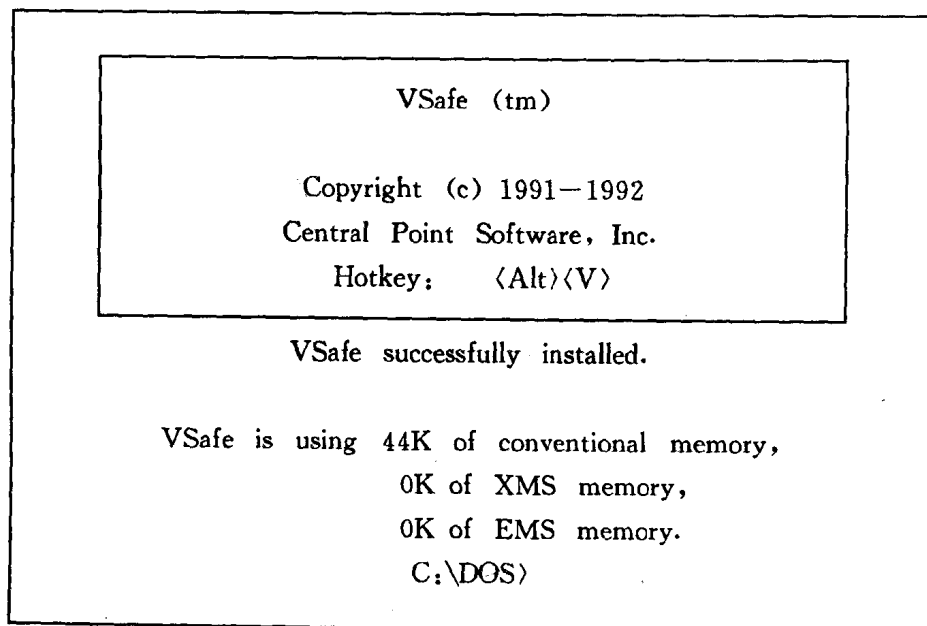 VSafe (tm)
Copyright (c) 1991—1992
Central Point Software, Inc.
Hotkey: 〈Alt〉〈V〉
VSafe successfully installed.
VSafe is using 44K of conventional memory,
0K of XMS memory,
0K of EMS memory.
C:\DOS〉